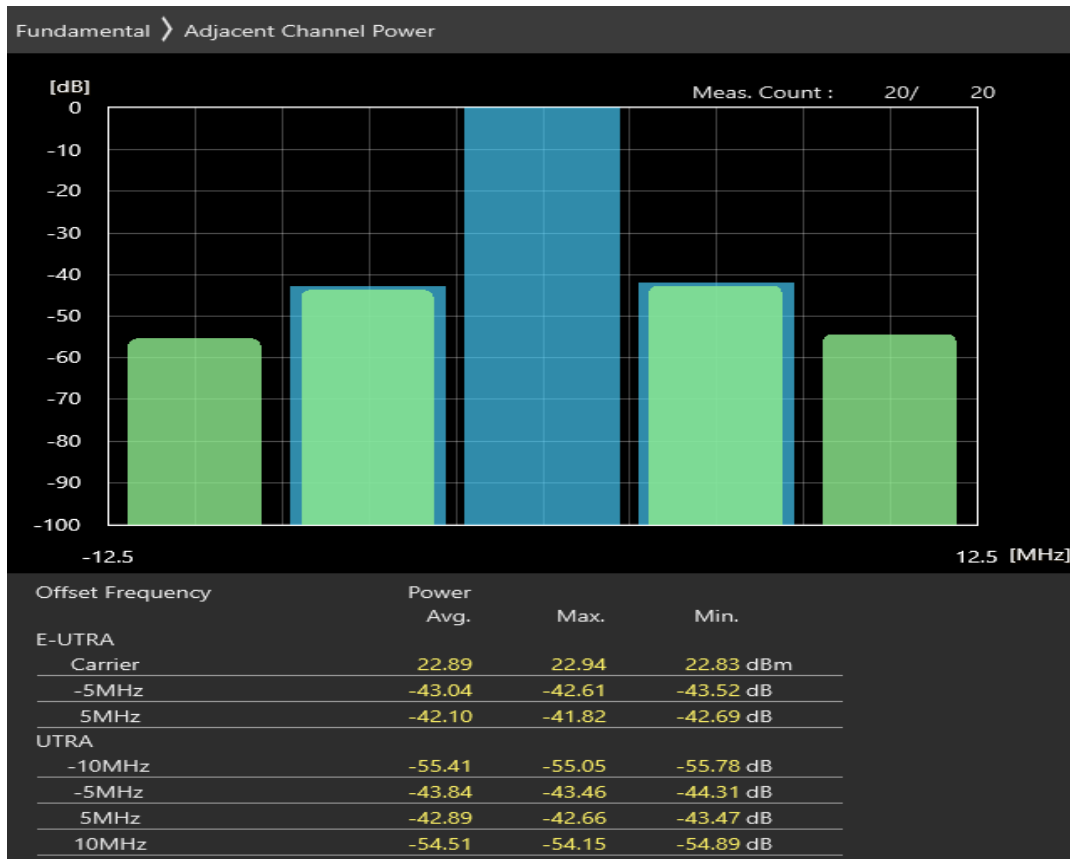 Fundamental ❯ Adjacent Channel Power
[dB]
Meas. Count : 20/ 20
0
-10
-20
-30
-40
-50
-60
-70
-80
-90
-100
-12.5 12.5 [MHz]
Offset Frequency Power
Avg. Max. Min.
E-UTRA
Carrier 22.89 22.94 22.83 dBm
-5MHz -43.04 -42.61 -43.52 dB
5MHz -42.10 -41.82 -42.69 dB
UTRA
-10MHz -55.41 -55.05 -55.78 dB
-5MHz -43.84 -43.46 -44.31 dB
5MHz -42.89 -42.66 -43.47 dB
10MHz -54.51 -54.15 -54.89 dB